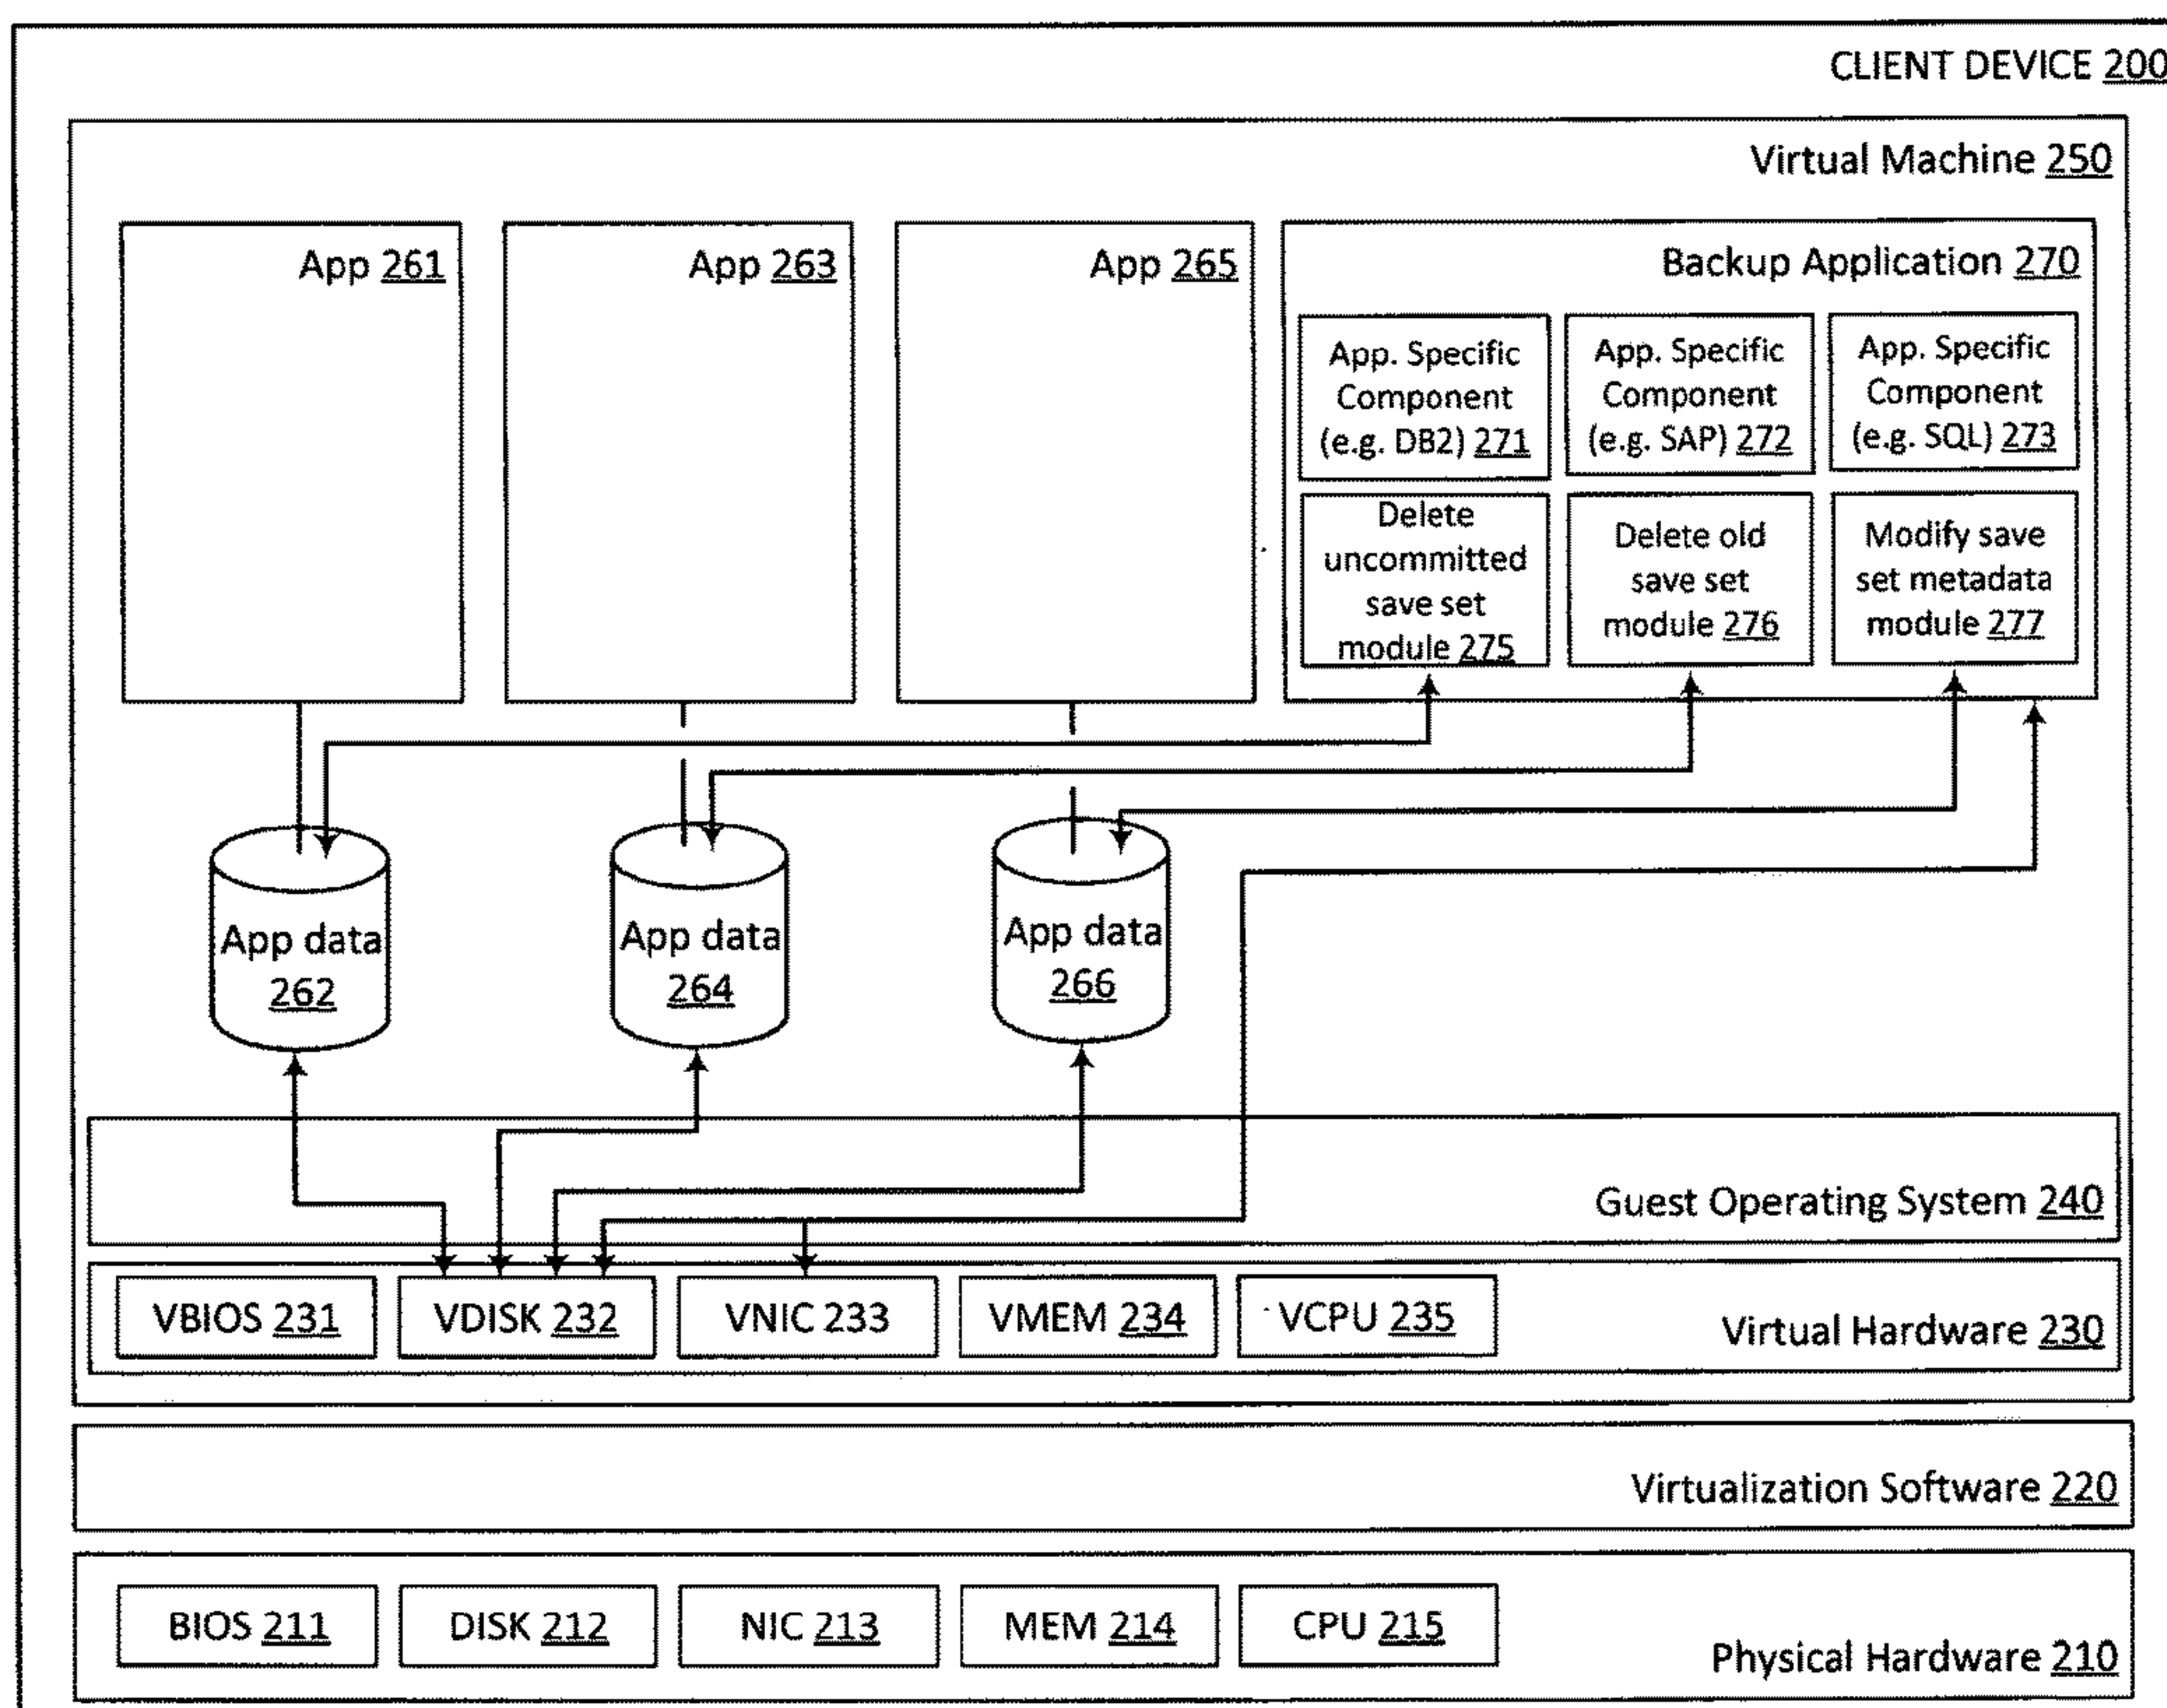 CLIENT DEVICE 200
Virtual Machine 250
App 261
App 263
App 265
Backup Application 270
App. Specific
Component
(e.g. DB2) 271
App. Specific
Component
(e.g. SAP) 272
App. Specific
Component
(e.g. SQL) 273
Delete
uncommitted
save set
module 275
Delete old
save set
module 276
Modify save
set metadata
module 277
App data
262
App data
264
App data
266
Guest Operating System 240
VBIOS 231
VDISK 232
VNIC 233
VMEM 234
VCPU 235
Virtual Hardware 230
Virtualization Software 220
BIOS 211
DISK 212
NIC 213
MEM 214
CPU 215
Physical Hardware 210